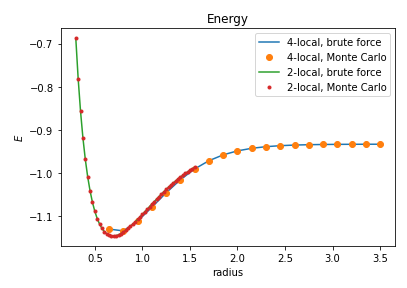 Energy
4-local, brute force
4-local, Monte Carlo
2-local, brute force
2-local, Monte Carlo
E
−0.7
−0.8
−0.9
−1.0
−1.1
0.5 1.0 1.5 2.0 2.5 3.0 3.5
radius